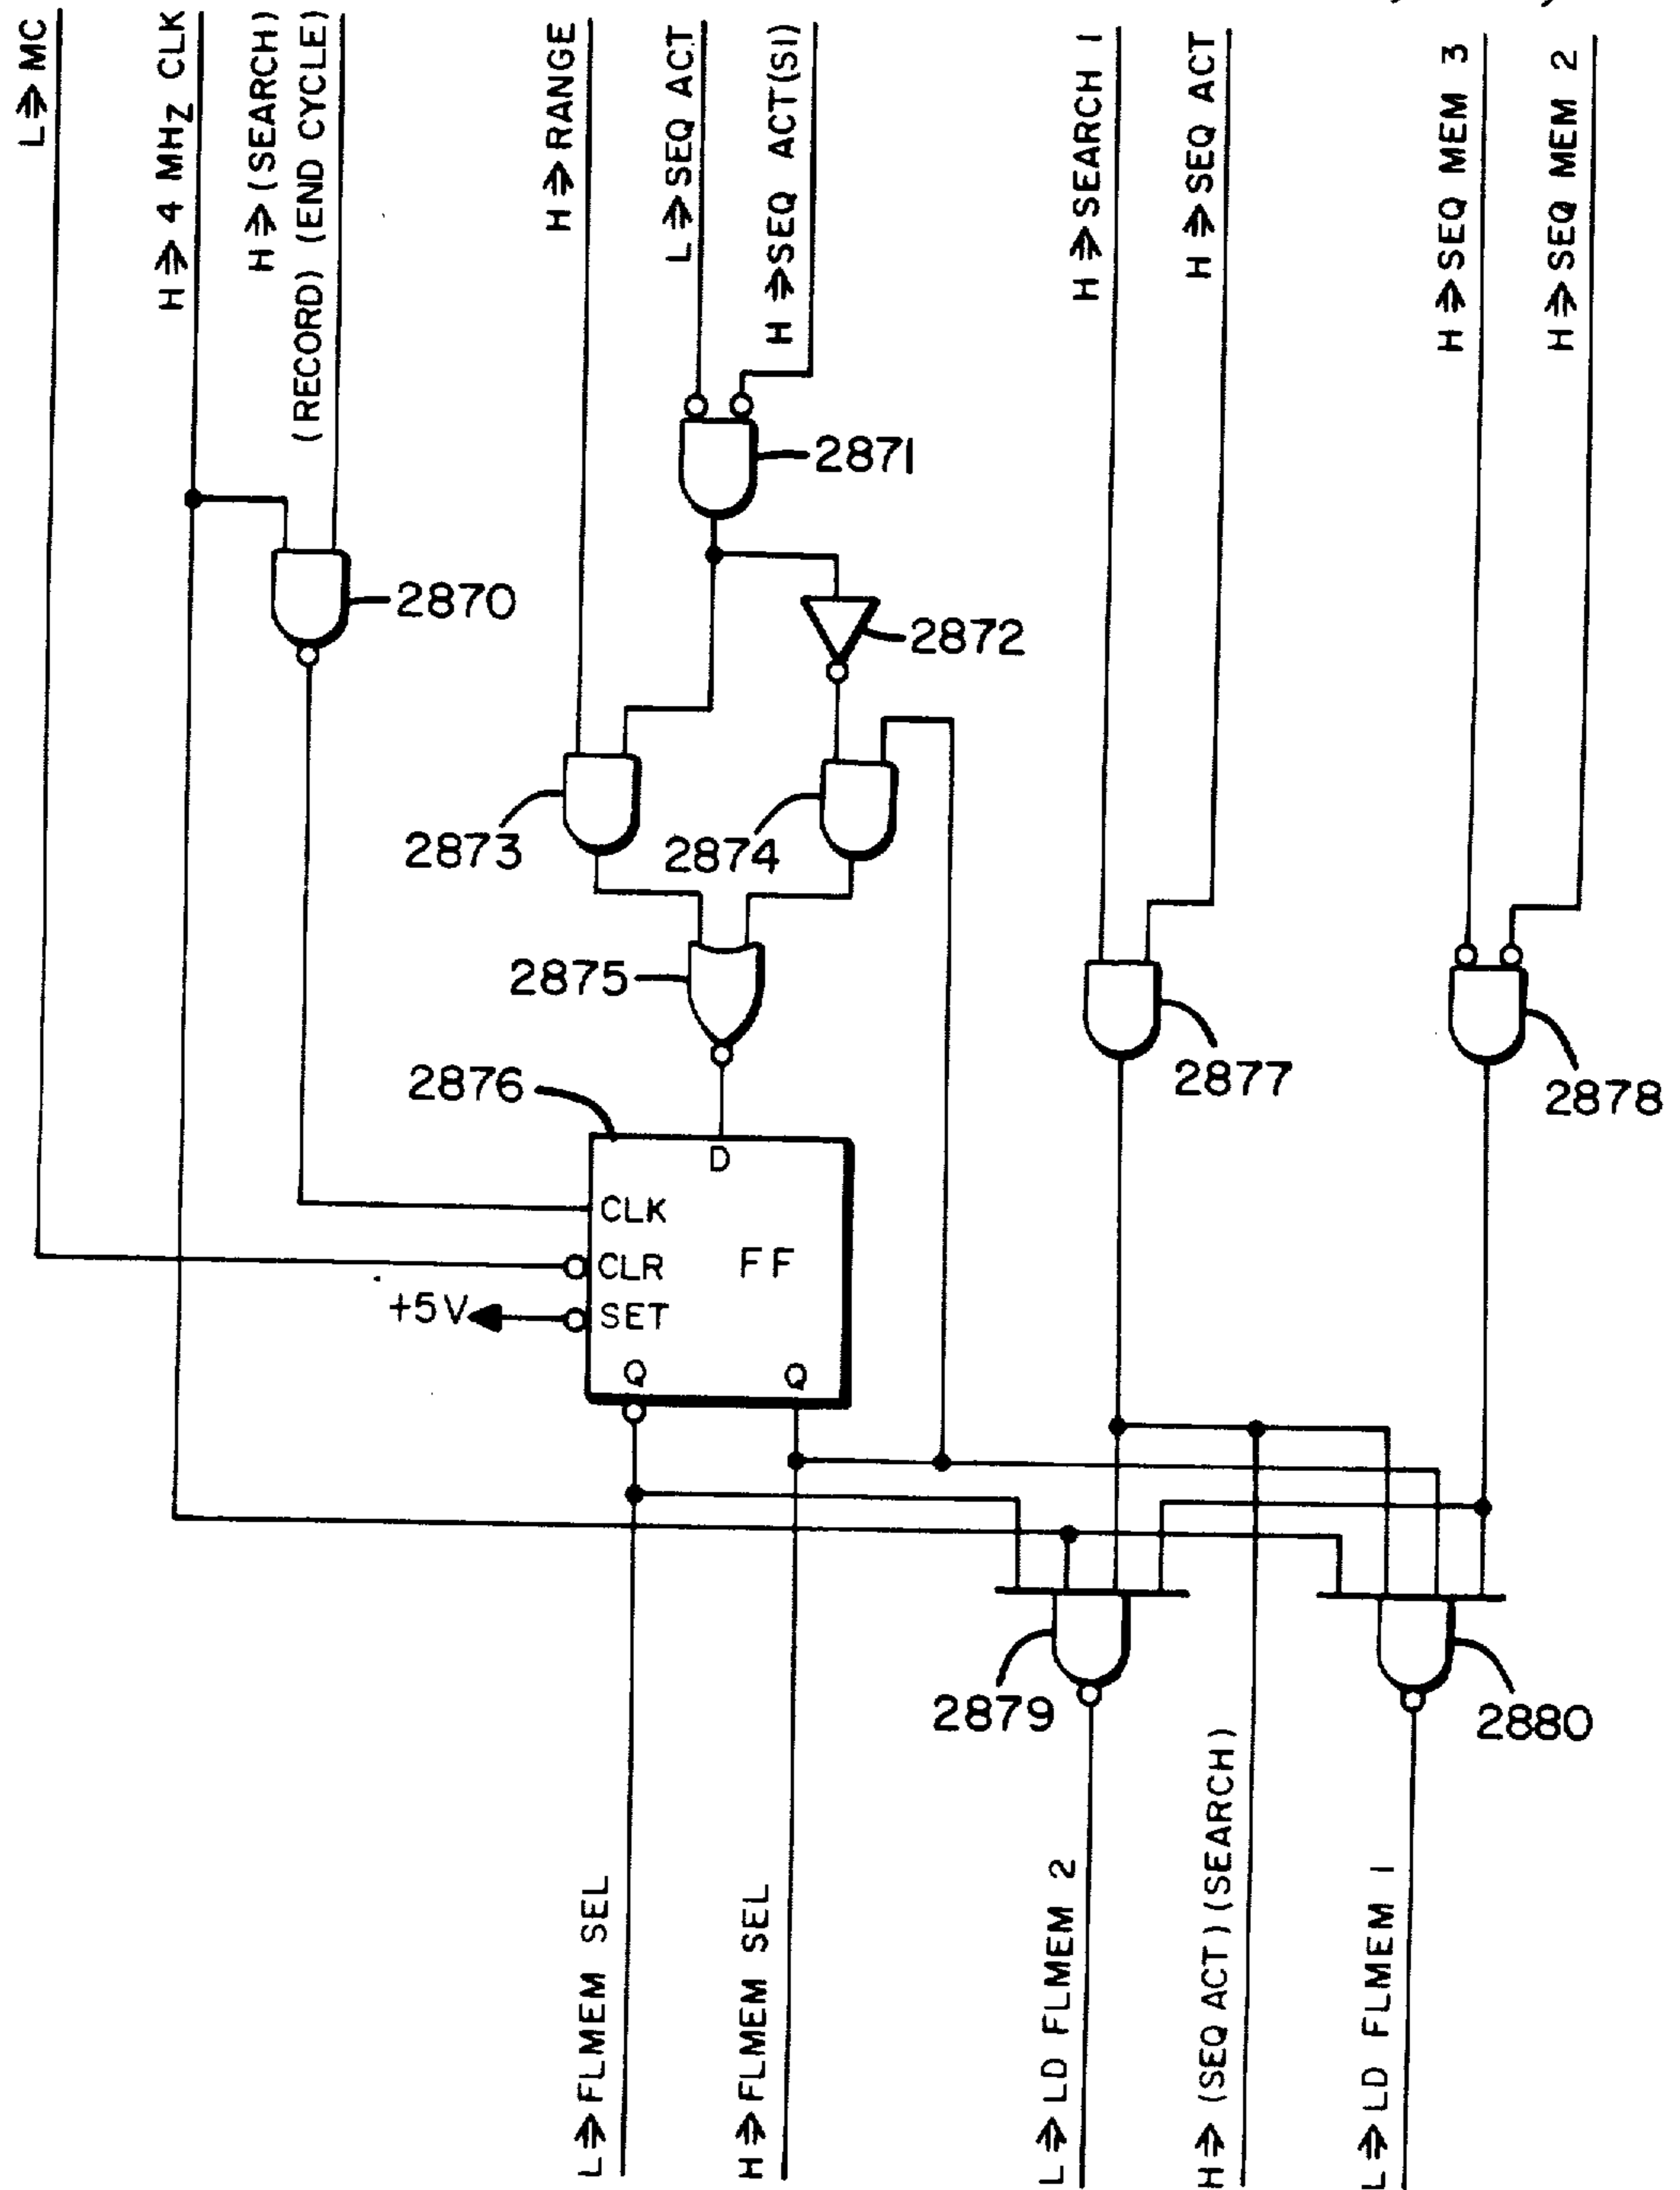 L⇒MC
H⇒4 MHZ CLK
H⇒(SEARCH)
(RECORD) (END CYCLE)
H⇒RANGE
L⇒SEQ ACT
H⇒SEQ ACT(S1)
H⇒SEARCH 1
H⇒SEQ ACT
H⇒SEQ MEM 3
H⇒SEQ MEM 2
2871
2870
2872
2873
2874
2875
2876
2877
2878
D
CLK
CLR
FF
+5V
SET
Q
Q
2879
2880
L⇒FLMEM SEL
H⇒FLMEM SEL
L⇒LD FLMEM 2
H⇒(SEQ ACT)(SEARCH)
L⇒LD FLMEM 1